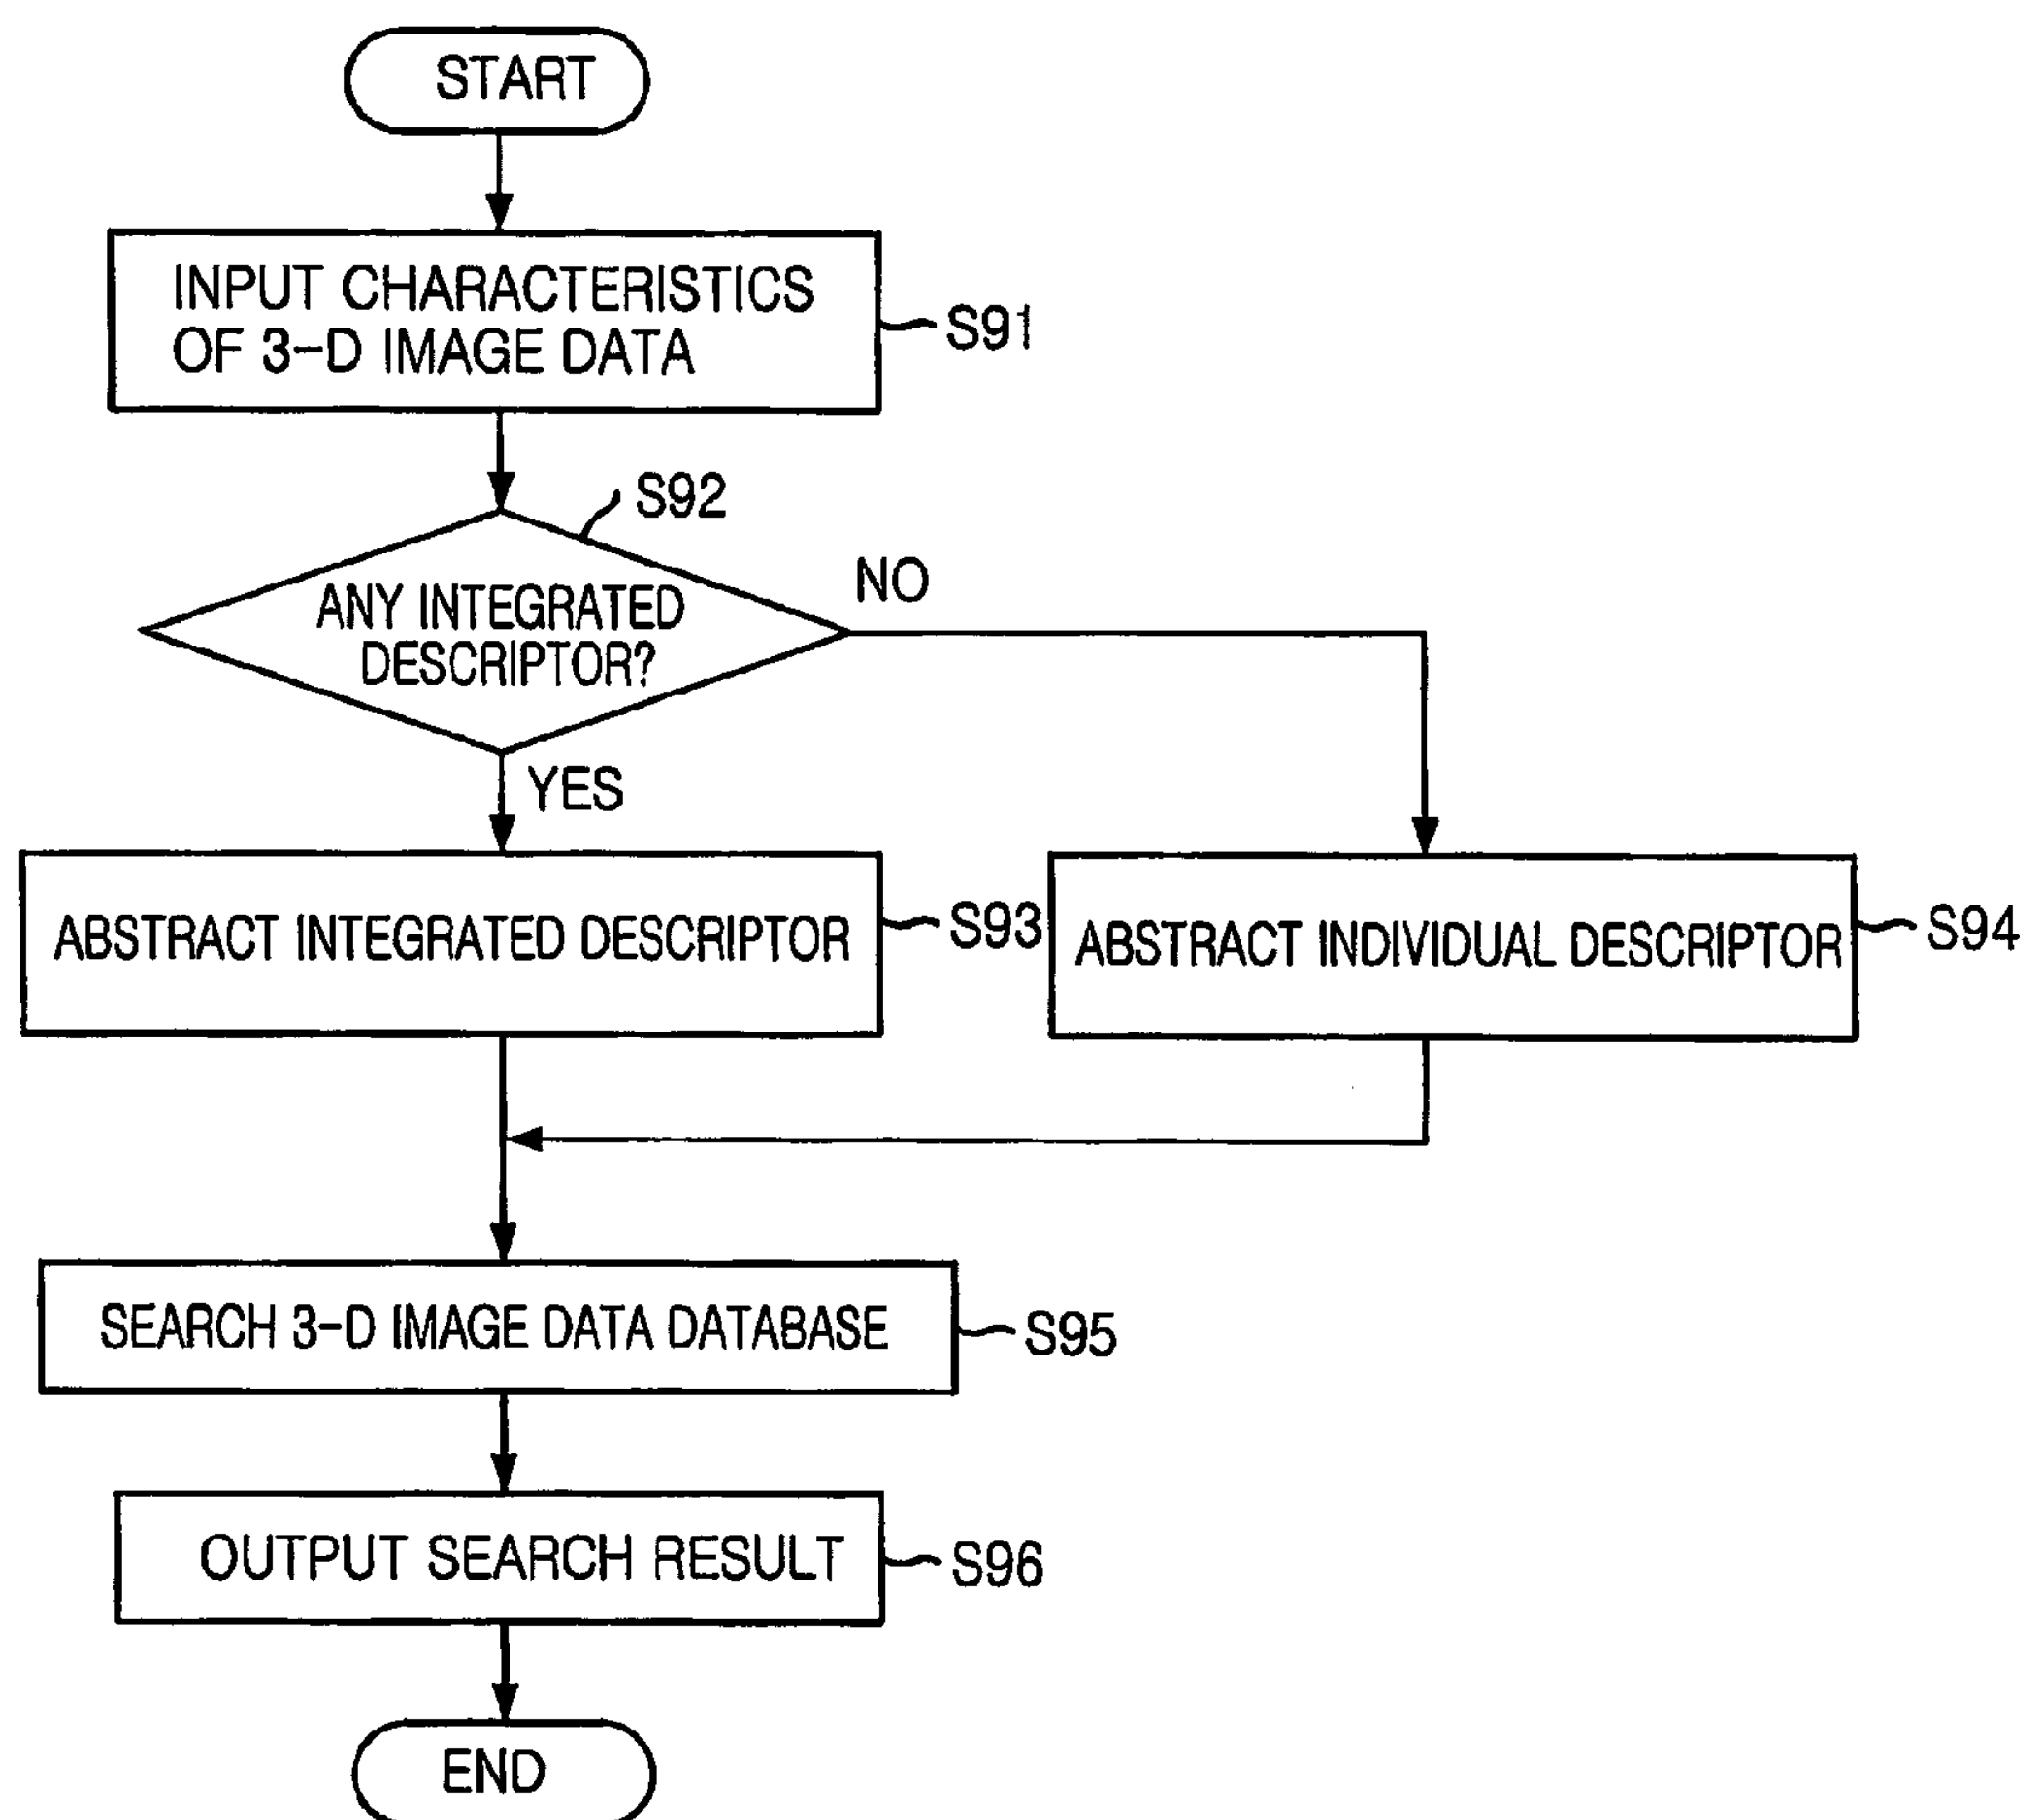 START
INPUT CHARACTERISTICS
OF 3-D IMAGE DATA
S91
S92
ANY INTEGRATED
DESCRIPTOR?
NO
YES
ABSTRACT INTEGRATED DESCRIPTOR
S93
ABSTRACT INDIVIDUAL DESCRIPTOR
S94
SEARCH 3-D IMAGE DATA DATABASE
S95
OUTPUT SEARCH RESULT
S96
END